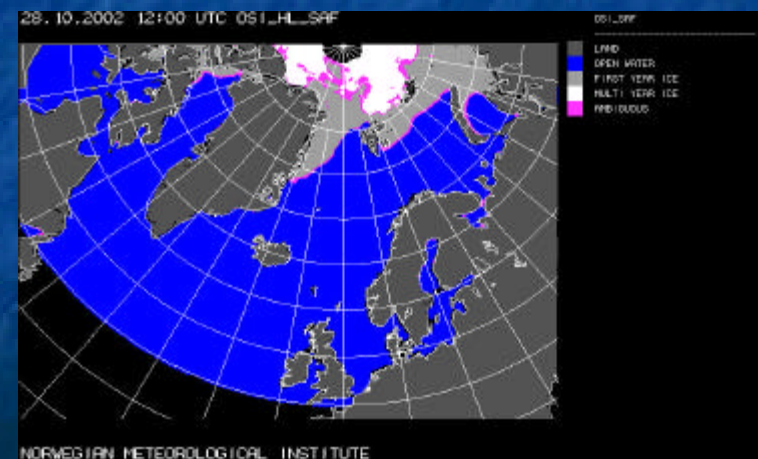 28.10.2002 12:00 UTC OSI_HL_SAF
OSI_SAF
LAND
OPEN WATER
FIRST YEAR ICE
MULTI YEAR ICE
AMBIGUOUS
NORWEGIAN METEOROLOGICAL INSTITUTE